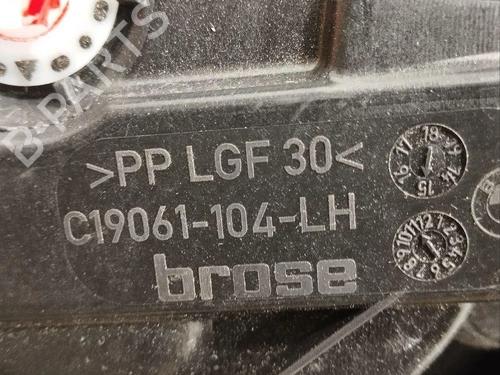 B-PARTS
>PP LGF 30<
C19061-104-LH
brose